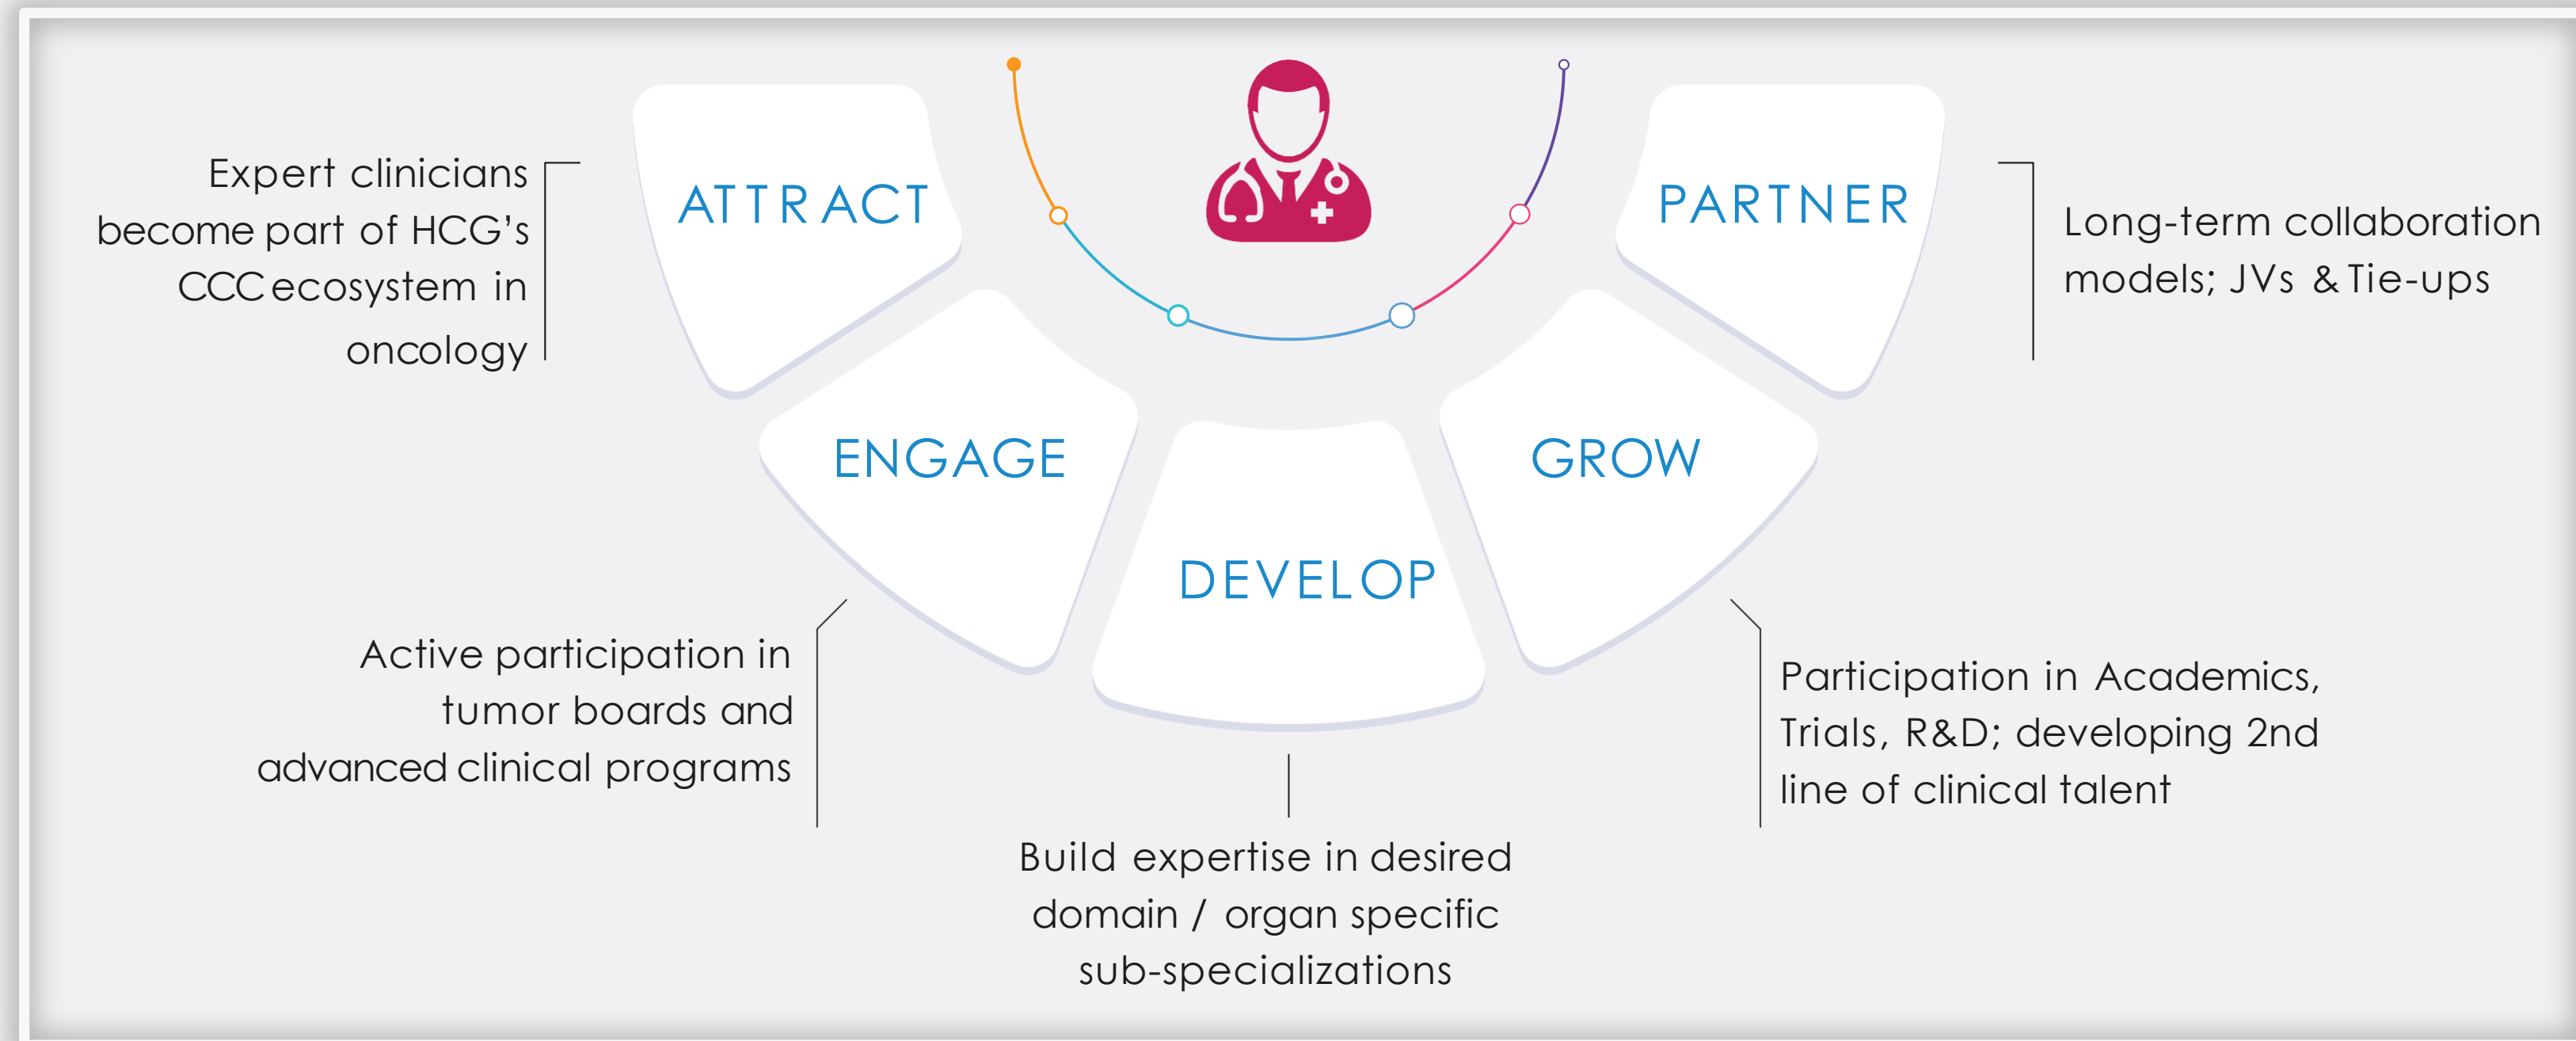 ATTRACT
Expert clinicians
become part of HCG's
CCC ecosystem in
oncology
ENGAGE
Active participation in
tumor boards and
advanced clinical programs
DEVELOP
Build expertise in desired
domain / organ specific
sub-specializations
GROW
Participation in Academics,
Trials, R&D; developing 2nd
line of clinical talent
PARTNER
Long-term collaboration
models; JVs & Tie-ups